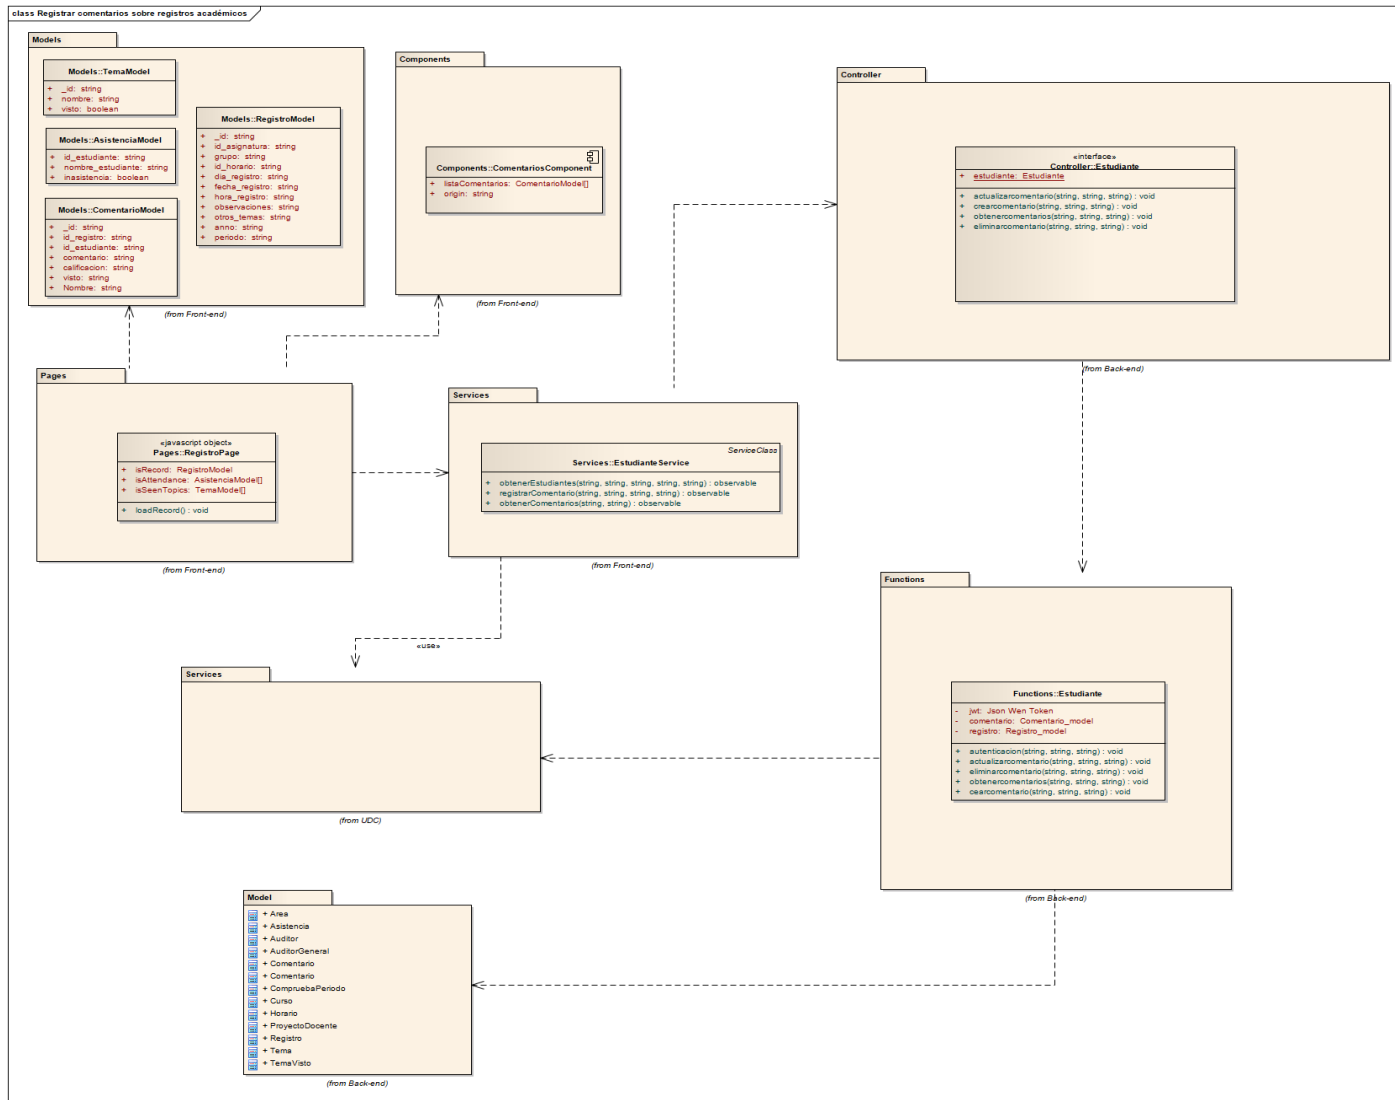 class Registrar comentarios sobre registros académicos
Models
Models::TemaModel
+ _id: string
+ nombre: string
+ visto: boolean
Models::AsistenciaModel
+ id_estudiante: string
+ nombre_estudiante: string
+ inasistencia: boolean
Models::ComentarioModel
+ _id: string
+ id_registro: string
+ id_estudiante: string
+ comentario: string
+ calificacion: string
+ visto: string
+ Nombre: string
Models::RegistroModel
+ _id: string
+ id_asignatura: string
+ grupo: string
+ id_horario: string
+ dia_registro: string
+ fecha_registro: string
+ hora_registro: string
+ observaciones: string
+ otros_temas: string
+ anno: string
+ periodo: string
(from Front-end)
Components
Components::ComentariosComponent
+ listaComentarios: ComentarioModel[]
+ origin: string
(from Front-end)
Controller
«interface»
Controller::Estudiante
+ estudiante: Estudiante
+ actualizarcomentario(string, string, string) : void
+ crearcomentario(string, string, string) : void
+ obtenercomentarios(string, string, string) : void
+ eliminarcomentario(string, string, string) : void
(from Back-end)
Pages
«javascript object»
Pages::RegistroPage
+ isRecord: RegistroModel
+ isAttendance: AsistenciaModel[]
+ isSeenTopics: TemaModel[]
+ loadRecord() : void
(from Front-end)
Services
ServiceClass
Services::EstudianteService
+ obtenerEstudiantes(string, string, string, string, string) : observable
+ registrarComentario(string, string, string, string) : observable
+ obtenerComentarios(string, string) : observable
(from Front-end)
«use»
Services
(from UDC)
Functions
Functions::Estudiante
- jwt: Json Wen Token
- comentario: Comentario_model
- registro: Registro_model
+ autenticacion(string, string, string) : void
+ actualizarcomentario(string, string, string) : void
+ eliminarcomentario(string, string, string) : void
+ obtenercomentarios(string, string, string) : void
+ cearcomentario(string, string, string) : void
(from Back-end)
Model
+ Area
+ Asistencia
+ Auditor
+ AuditorGeneral
+ Comentario
+ Comentario
+ CompruebaPeriodo
+ Curso
+ Horario
+ ProyectoDocente
+ Registro
+ Tema
+ TemaVisto
(from Back-end)